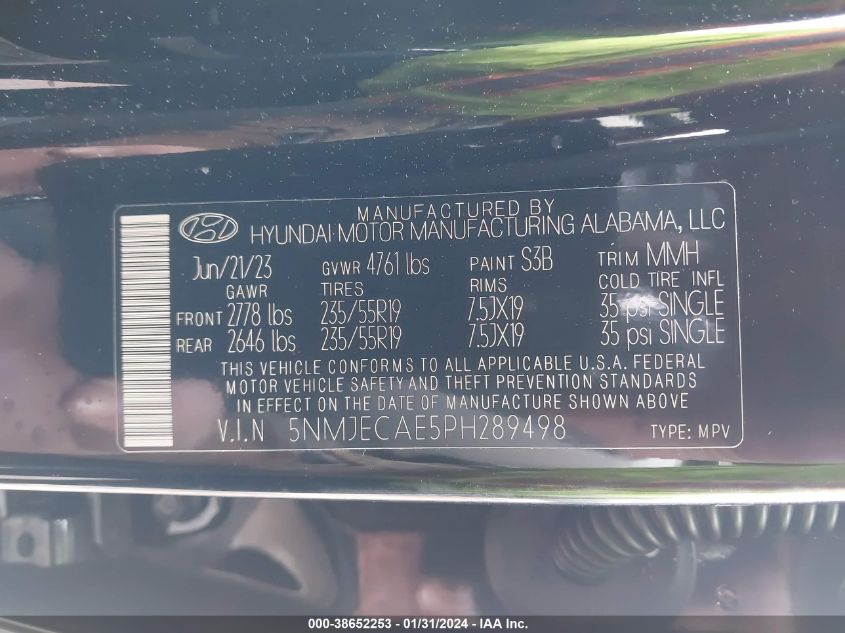 MANUFACTURED BY
HYUNDAI MOTOR MANUFACTURING ALABAMA, LLC
Jun/21/23 GVWR 4761 lbs PAINT S3B TRIM MMH
GAWR TIRES RIMS COLD TIRE INFL
FRONT 2778 lbs 235/55R19 7.5JX19 35 psi SINGLE
REAR 2646 lbs 235/55R19 7.5JX19 35 psi SINGLE
THIS VEHICLE CONFORMS TO ALL APPLICABLE U.S.A. FEDERAL
MOTOR VEHICLE SAFETY AND THEFT PREVENTION STANDARDS
IN EFFECT ON THE DATE OF MANUFACTURE SHOWN ABOVE
V.I.N 5NMJECAE5PH289498 TYPE: MPV
000-38652253 - 01/31/2024 - IAA Inc.